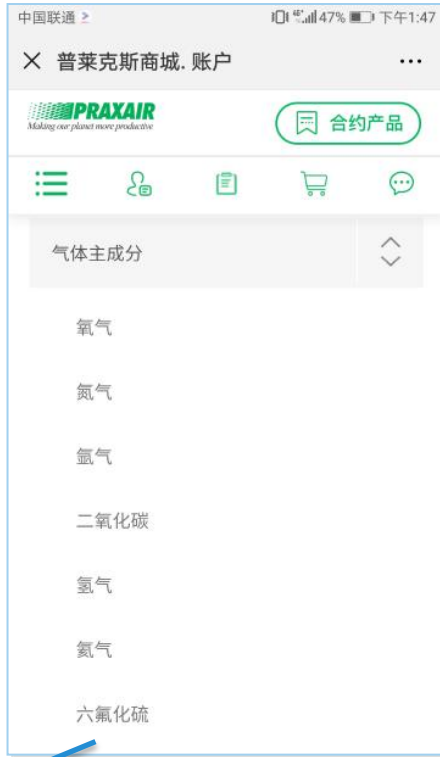 中国联通 47% 下午1:47
普莱克斯商城. 账户
PRAXAIR
Making our planet more productive
合约产品
气体主成分
氧气
氮气
氩气
二氧化碳
氢气
氦气
六氟化硫